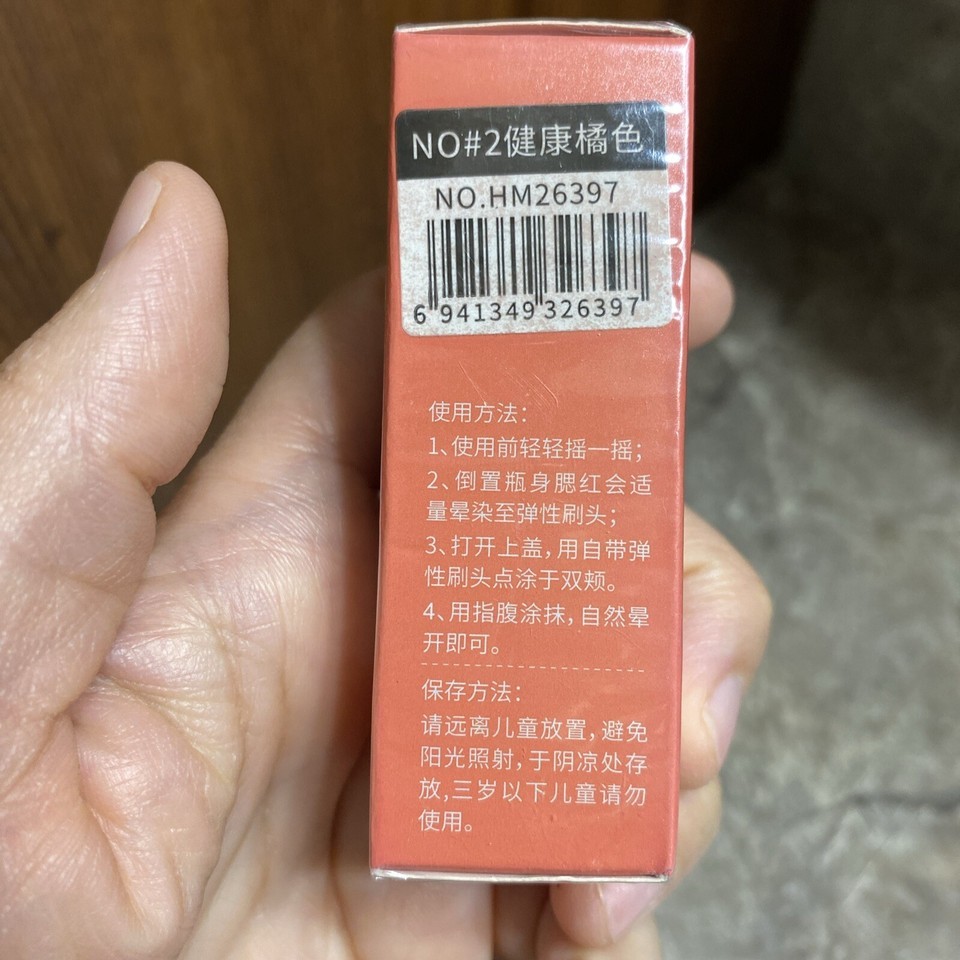 NO#2健康橘色
NO.HM26397
6 941349 326397
使用方法：
1、使用前轻轻摇一摇；
2、倒置瓶身腮红会适
量晕染至弹性刷头；
3、打开上盖，用自带弹
性刷头点涂于双颊。
4、用指腹涂抹，自然晕
开即可。
保存方法：
请远离儿童放置，避免
阳光照射，于阴凉处存
放，三岁以下儿童请勿
使用。